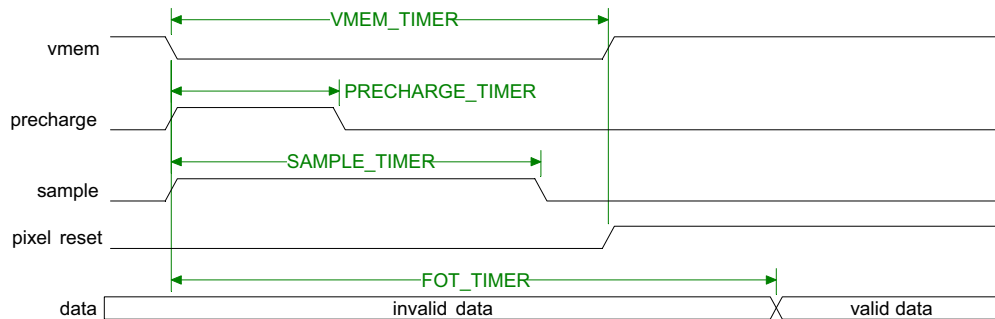 VMEM_TIMER
vmem
PRECHARGE_TIMER
precharge
SAMPLE_TIMER
sample
pixel reset
FOT_TIMER
data invalid data valid data